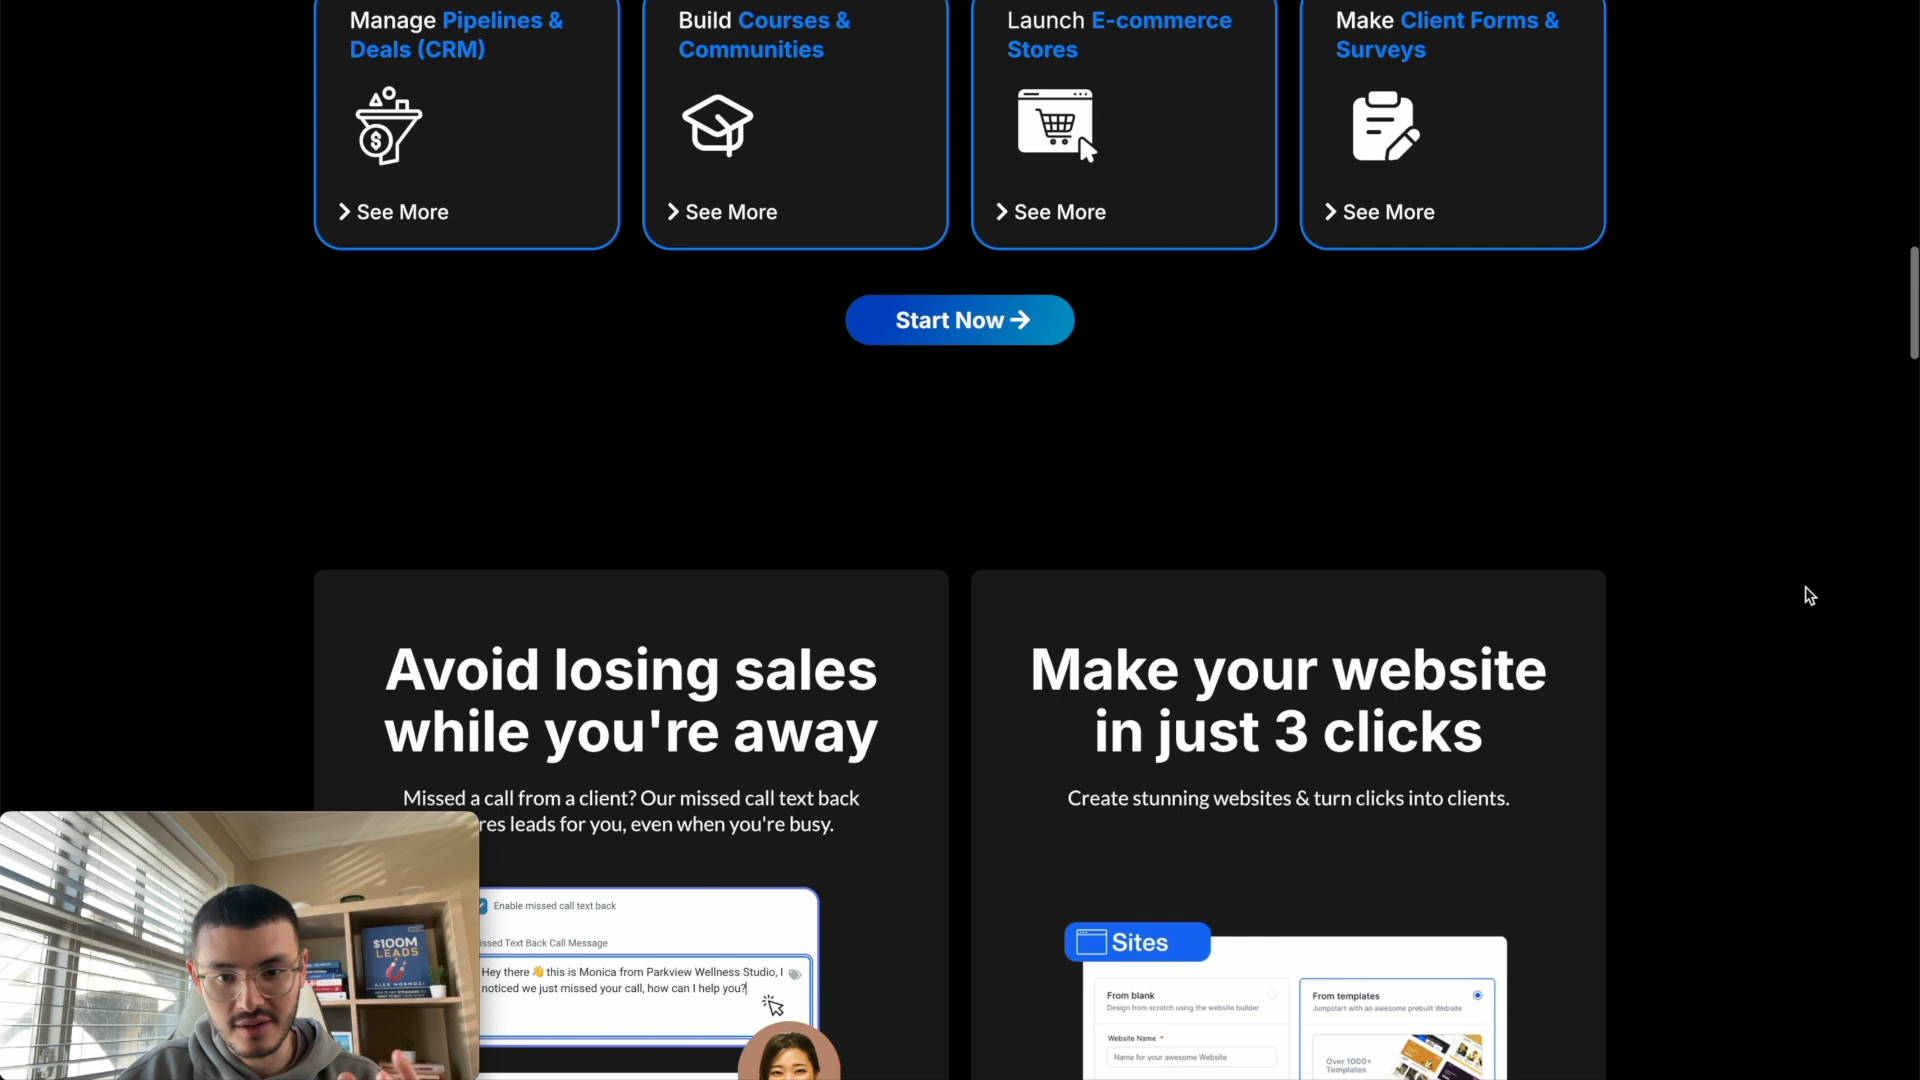 Manage Pipelines &
Deals (CRM)
See More
Build Courses &
Communities
See More
Launch E-commerce
Stores
See More
Make Client Forms &
Surveys
See More
Start Now
Avoid losing sales
while you're away
Missed a call from a client? Our missed call text back
res leads for you, even when you're busy.
Enable missed call text back
issed Text Back Call Message
Hey there 👋 this is Monica from Parkview Wellness Studio, I
noticed we just missed your call, how can I help you?
Make your website
in just 3 clicks
Create stunning websites & turn clicks into clients.
Sites
From blank
Design from scratch using the website builder
Website Name *
Name for your awesome Website
From templates
Jumpstart with an awesome prebuilt Website
Over 1000+
Templates
$100M
LEADS
ALEX HORMOZI